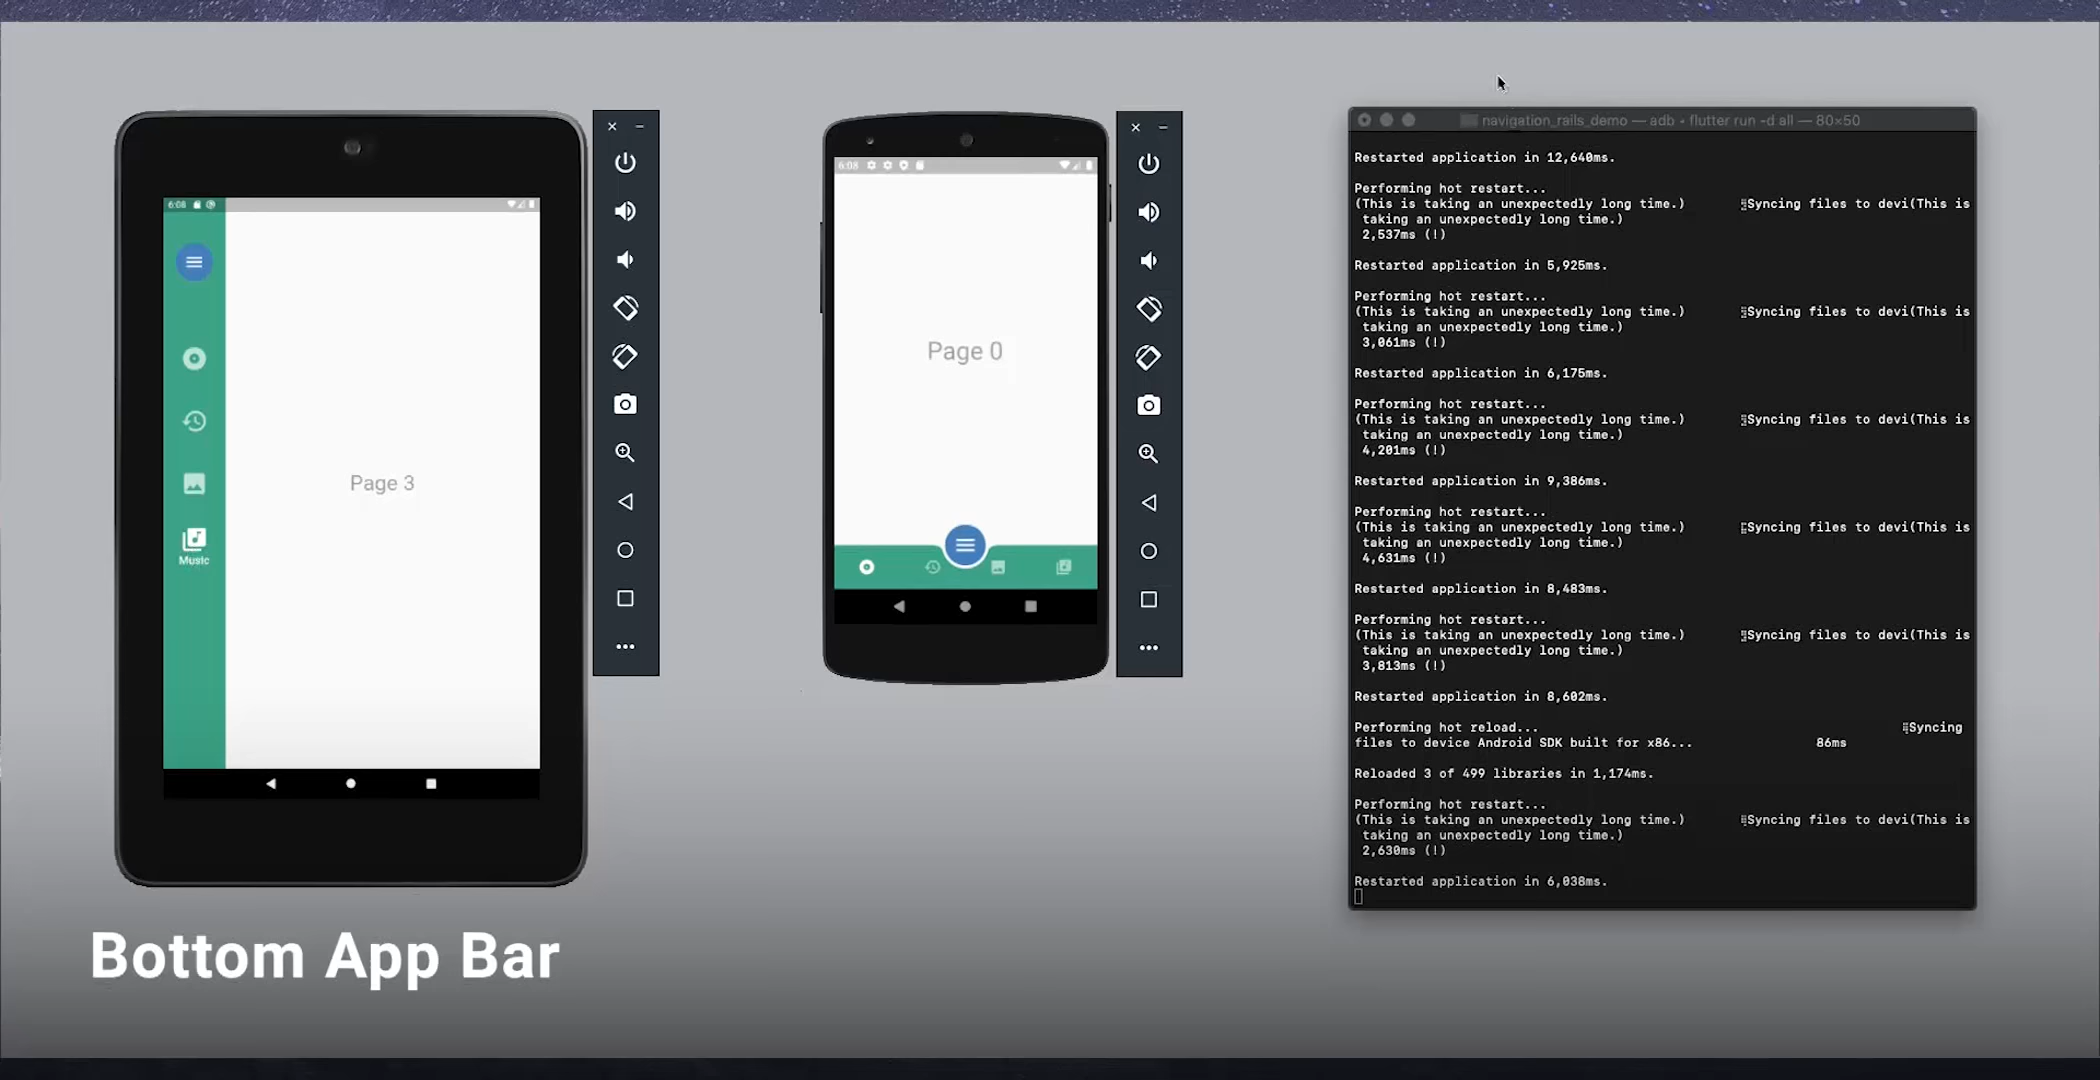 6:08
Page 3
Music
6:08
Page 0
navigation_rails_demo — adb • flutter run -d all — 80×50
Restarted application in 12,640ms.
Performing hot restart...
(This is taking an unexpectedly long time.) Syncing files to devi(This is
taking an unexpectedly long time.)
2,537ms (!)
Restarted application in 5,925ms.
Performing hot restart...
(This is taking an unexpectedly long time.) Syncing files to devi(This is
taking an unexpectedly long time.)
3,061ms (!)
Restarted application in 6,175ms.
Performing hot restart...
(This is taking an unexpectedly long time.) Syncing files to devi(This is
taking an unexpectedly long time.)
4,201ms (!)
Restarted application in 9,386ms.
Performing hot restart...
(This is taking an unexpectedly long time.) Syncing files to devi(This is
taking an unexpectedly long time.)
4,631ms (!)
Restarted application in 8,483ms.
Performing hot restart...
(This is taking an unexpectedly long time.) Syncing files to devi(This is
taking an unexpectedly long time.)
3,813ms (!)
Restarted application in 8,602ms.
Performing hot reload... Syncing
files to device Android SDK built for x86... 86ms
Reloaded 3 of 499 libraries in 1,174ms.
Performing hot restart...
(This is taking an unexpectedly long time.) Syncing files to devi(This is
taking an unexpectedly long time.)
2,630ms (!)
Restarted application in 6,038ms.
Bottom App Bar